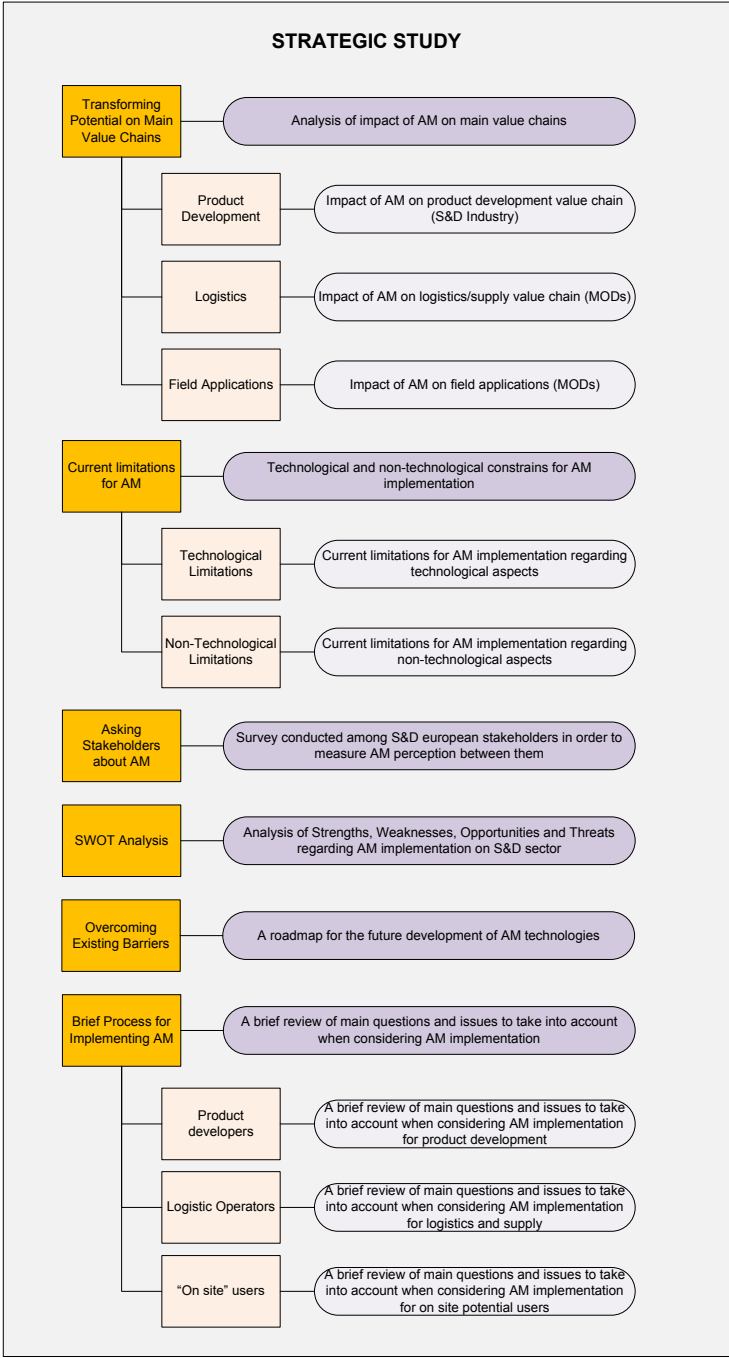 STRATEGIC STUDY
Transforming
Potential on Main
Value Chains
Analysis of impact of AM on main value chains
Product
Development
Impact of AM on product development value chain
(S&D Industry)
Logistics
Impact of AM on logistics/supply value chain (MODs)
Field Applications
Impact of AM on field applications (MODs)
Current limitations
for AM
Technological and non-technological constrains for AM
implementation
Technological
Limitations
Current limitations for AM implementation regarding
technological aspects
Non-Technological
Limitations
Current limitations for AM implementation regarding
non-technological aspects
Asking
Stakeholders
about AM
Survey conducted among S&D european stakeholders in order to
measure AM perception between them
SWOT Analysis
Analysis of Strengths, Weaknesses, Opportunities and Threats
regarding AM implementation on S&D sector
Overcoming
Existing Barriers
A roadmap for the future development of AM technologies
Brief Process for
Implementing AM
A brief review of main questions and issues to take into account
when considering AM implementation
Product
developers
A brief review of main questions and issues to take
into account when considering AM implementation
for product development
Logistic Operators
A brief review of main questions and issues to take
into account when considering AM implementation
for logistics and supply
“On site” users
A brief review of main questions and issues to take
into account when considering AM implementation
for on site potential users